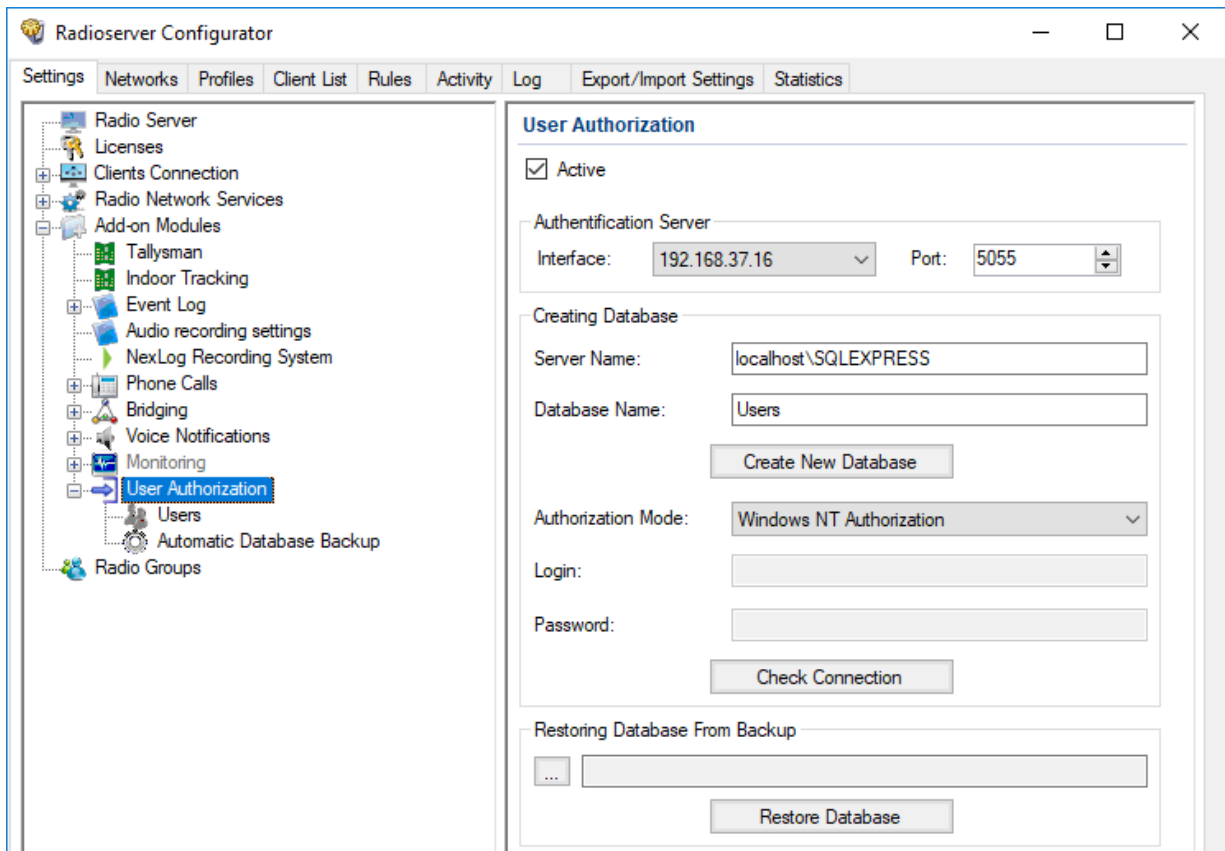 Radioserver Configurator
Settings Networks Profiles Client List Rules Activity Log Export/Import Settings Statistics
Radio Server
Licenses
Clients Connection
Radio Network Services
Add-on Modules
Tallysman
Indoor Tracking
Event Log
Audio recording settings
NexLog Recording System
Phone Calls
Bridging
Voice Notifications
Monitoring
User Authorization
Users
Automatic Database Backup
Radio Groups
User Authorization
Active
Authentification Server
Interface: 192.168.37.16 Port: 5055
Creating Database
Server Name: localhost\SQLEXPRESS
Database Name: Users
Create New Database
Authorization Mode: Windows NT Authorization
Login:
Password:
Check Connection
Restoring Database From Backup
...
Restore Database